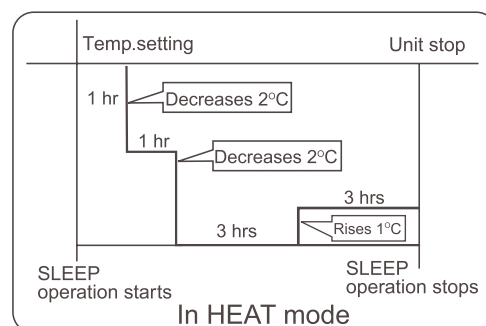 Temp.setting
Unit stop
1 hr
Decreases 2°C
1 hr
Decreases 2°C
3 hrs
3 hrs
Rises 1°C
SLEEP
operation starts
SLEEP
operation stops
In HEAT mode